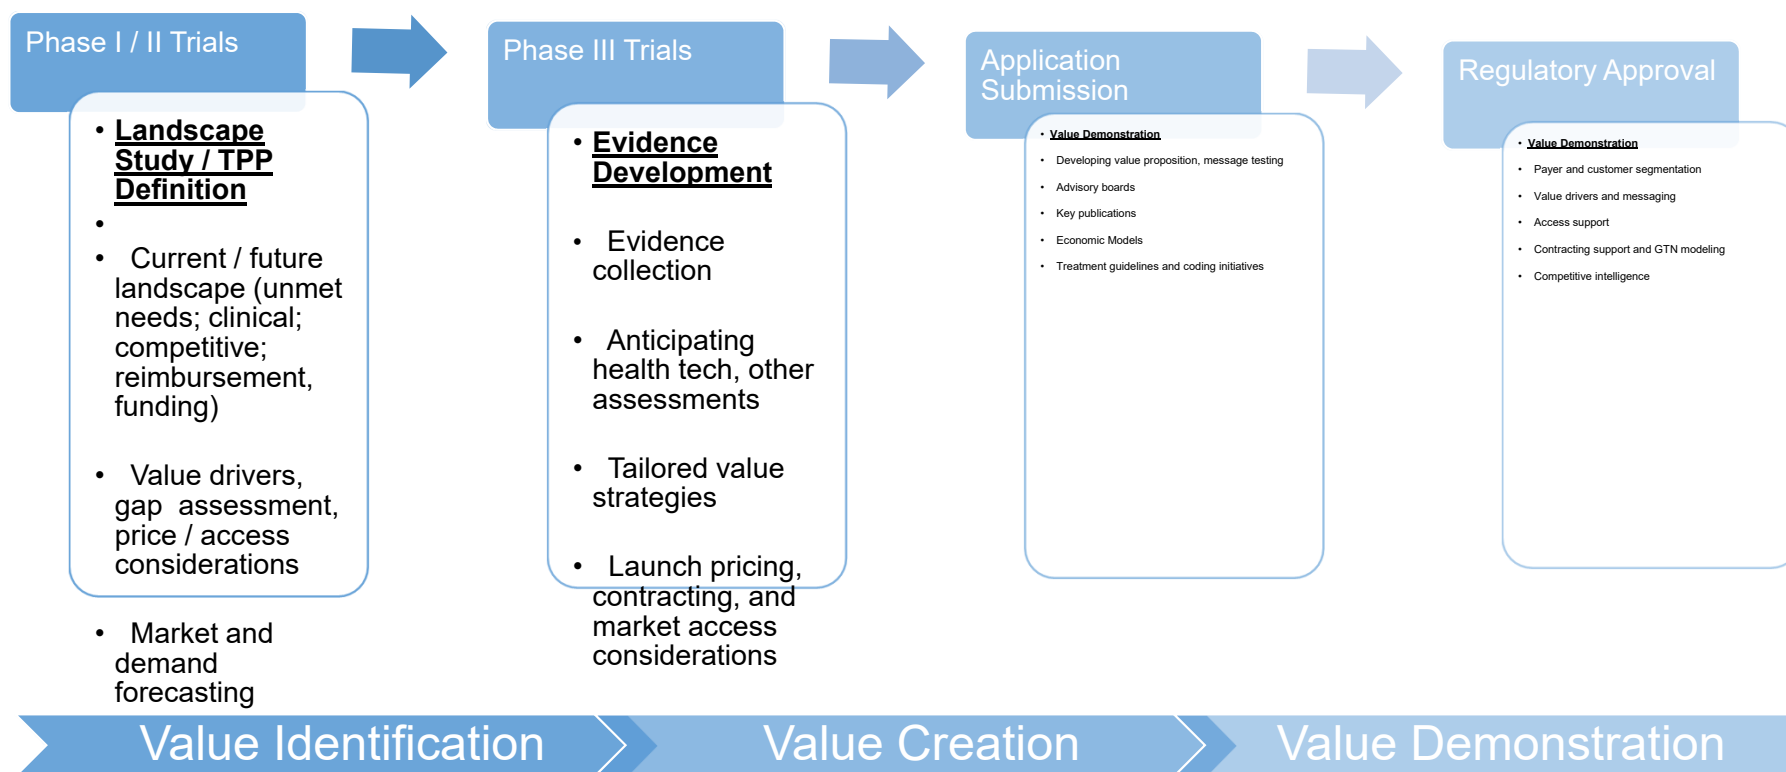 Phase I / II Trials
• Landscape
Study / TPP
Definition
•
• Current / future
landscape (unmet
needs; clinical;
competitive;
reimbursement,
funding)
• Value drivers,
gap assessment,
price / access
considerations
• Market and
demand
forecasting
Phase III Trials
• Evidence
Development
• Evidence
collection
• Anticipating
health tech, other
assessments
• Tailored value
strategies
• Launch pricing,
contracting, and
market access
considerations
Application
Submission
• Value Demonstration
• Developing value proposition, message testing
• Advisory boards
• Key publications
• Economic Models
• Treatment guidelines and coding initiatives
Regulatory Approval
• Value Demonstration
• Payer and customer segmentation
• Value drivers and messaging
• Access support
• Contracting support and GTN modeling
• Competitive intelligence
Value Identification
Value Creation
Value Demonstration